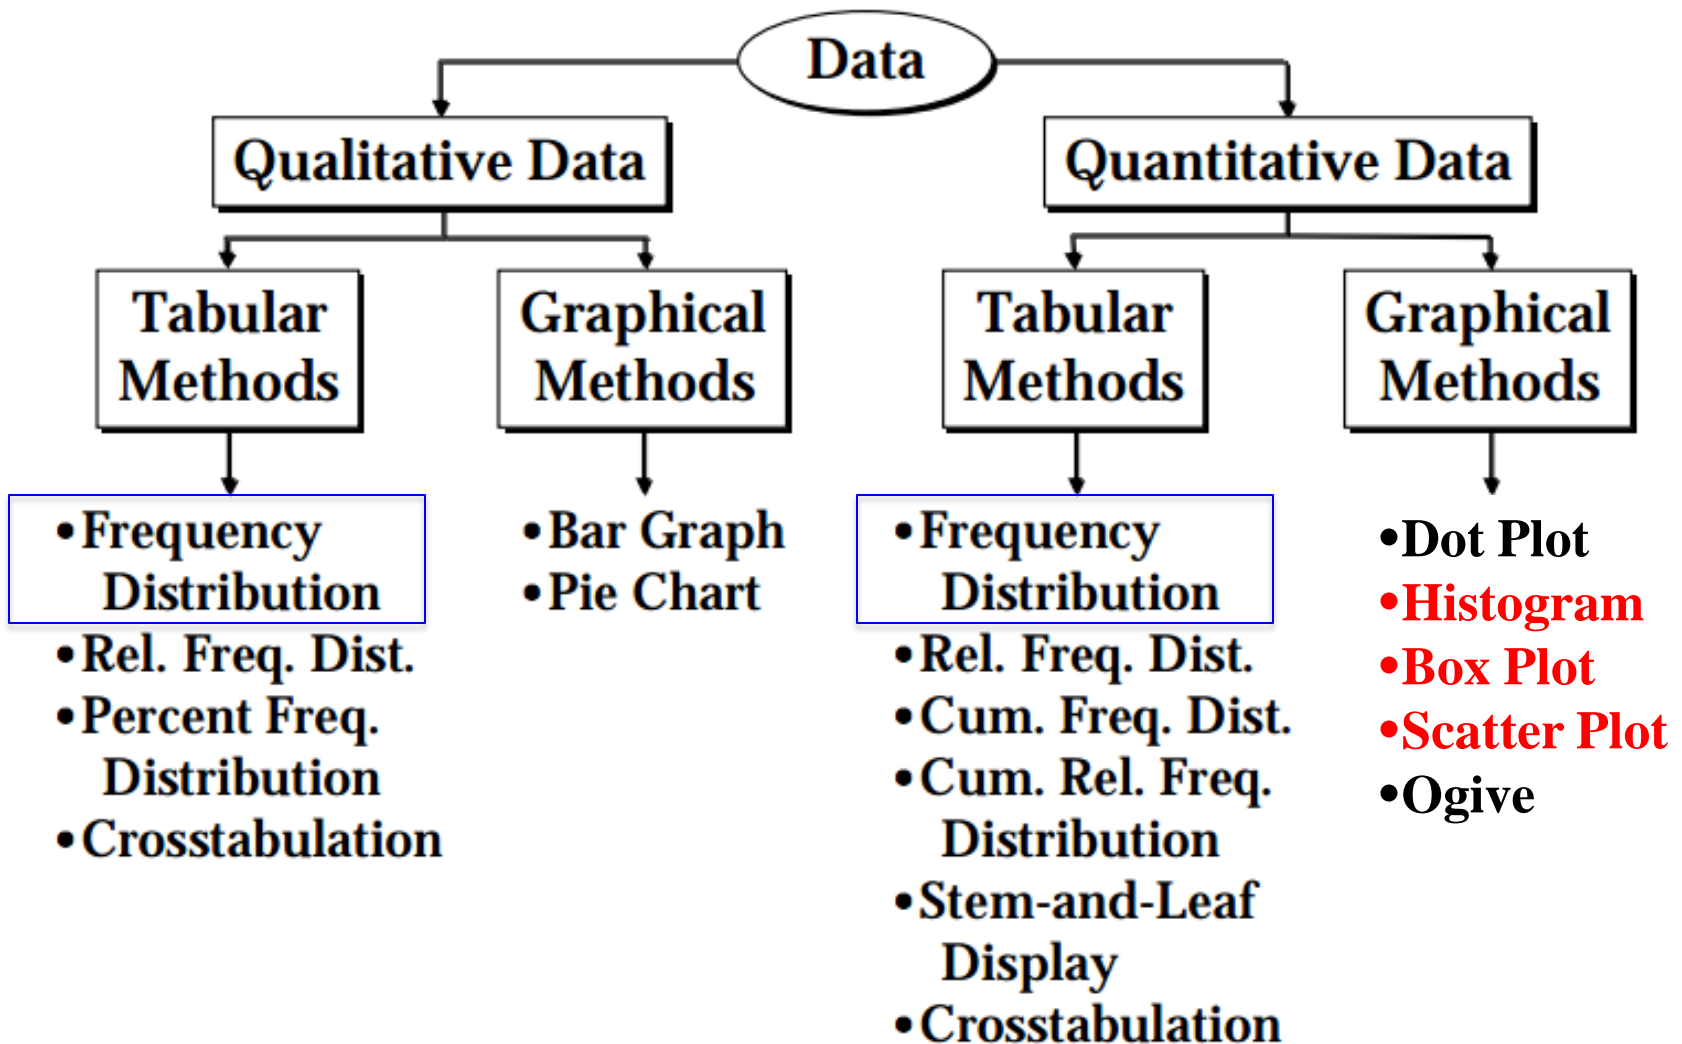 Data
Qualitative Data
Quantitative Data
Tabular
Methods
Graphical
Methods
Tabular
Methods
Graphical
Methods
•Frequency
Distribution
•Rel. Freq. Dist.
•Percent Freq.
Distribution
•Crosstabulation
•Bar Graph
•Pie Chart
•Frequency
Distribution
•Rel. Freq. Dist.
•Cum. Freq. Dist.
•Cum. Rel. Freq.
Distribution
•Stem-and-Leaf
Display
•Crosstabulation
•Dot Plot
•Histogram
•Box Plot
•Scatter Plot
•Ogive